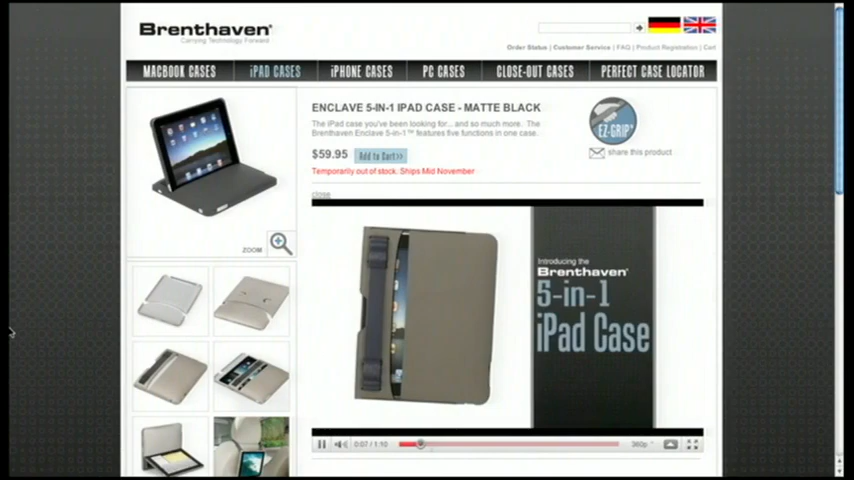 Brenthaven®
Carrying Technology Forward
Order Status | Customer Service | FAQ | Product Registration | Cart
MACBOOK CASES
iPAD CASES
iPHONE CASES
PC CASES
CLOSE-OUT CASES
PERFECT CASE LOCATOR
ENCLAVE 5-IN-1 IPAD CASE - MATTE BLACK
The iPad case you've been looking for... and so much more. The
Brenthaven Enclave 5-in-1™ features five functions in one case.
$59.95
Add to Cart>>
Temporarily out of stock. Ships Mid November
EZ-GRIP
share this product
close
ZOOM
Introducing the
Brenthaven®
5-in-1
iPad Case
0:07 / 1:10
360p